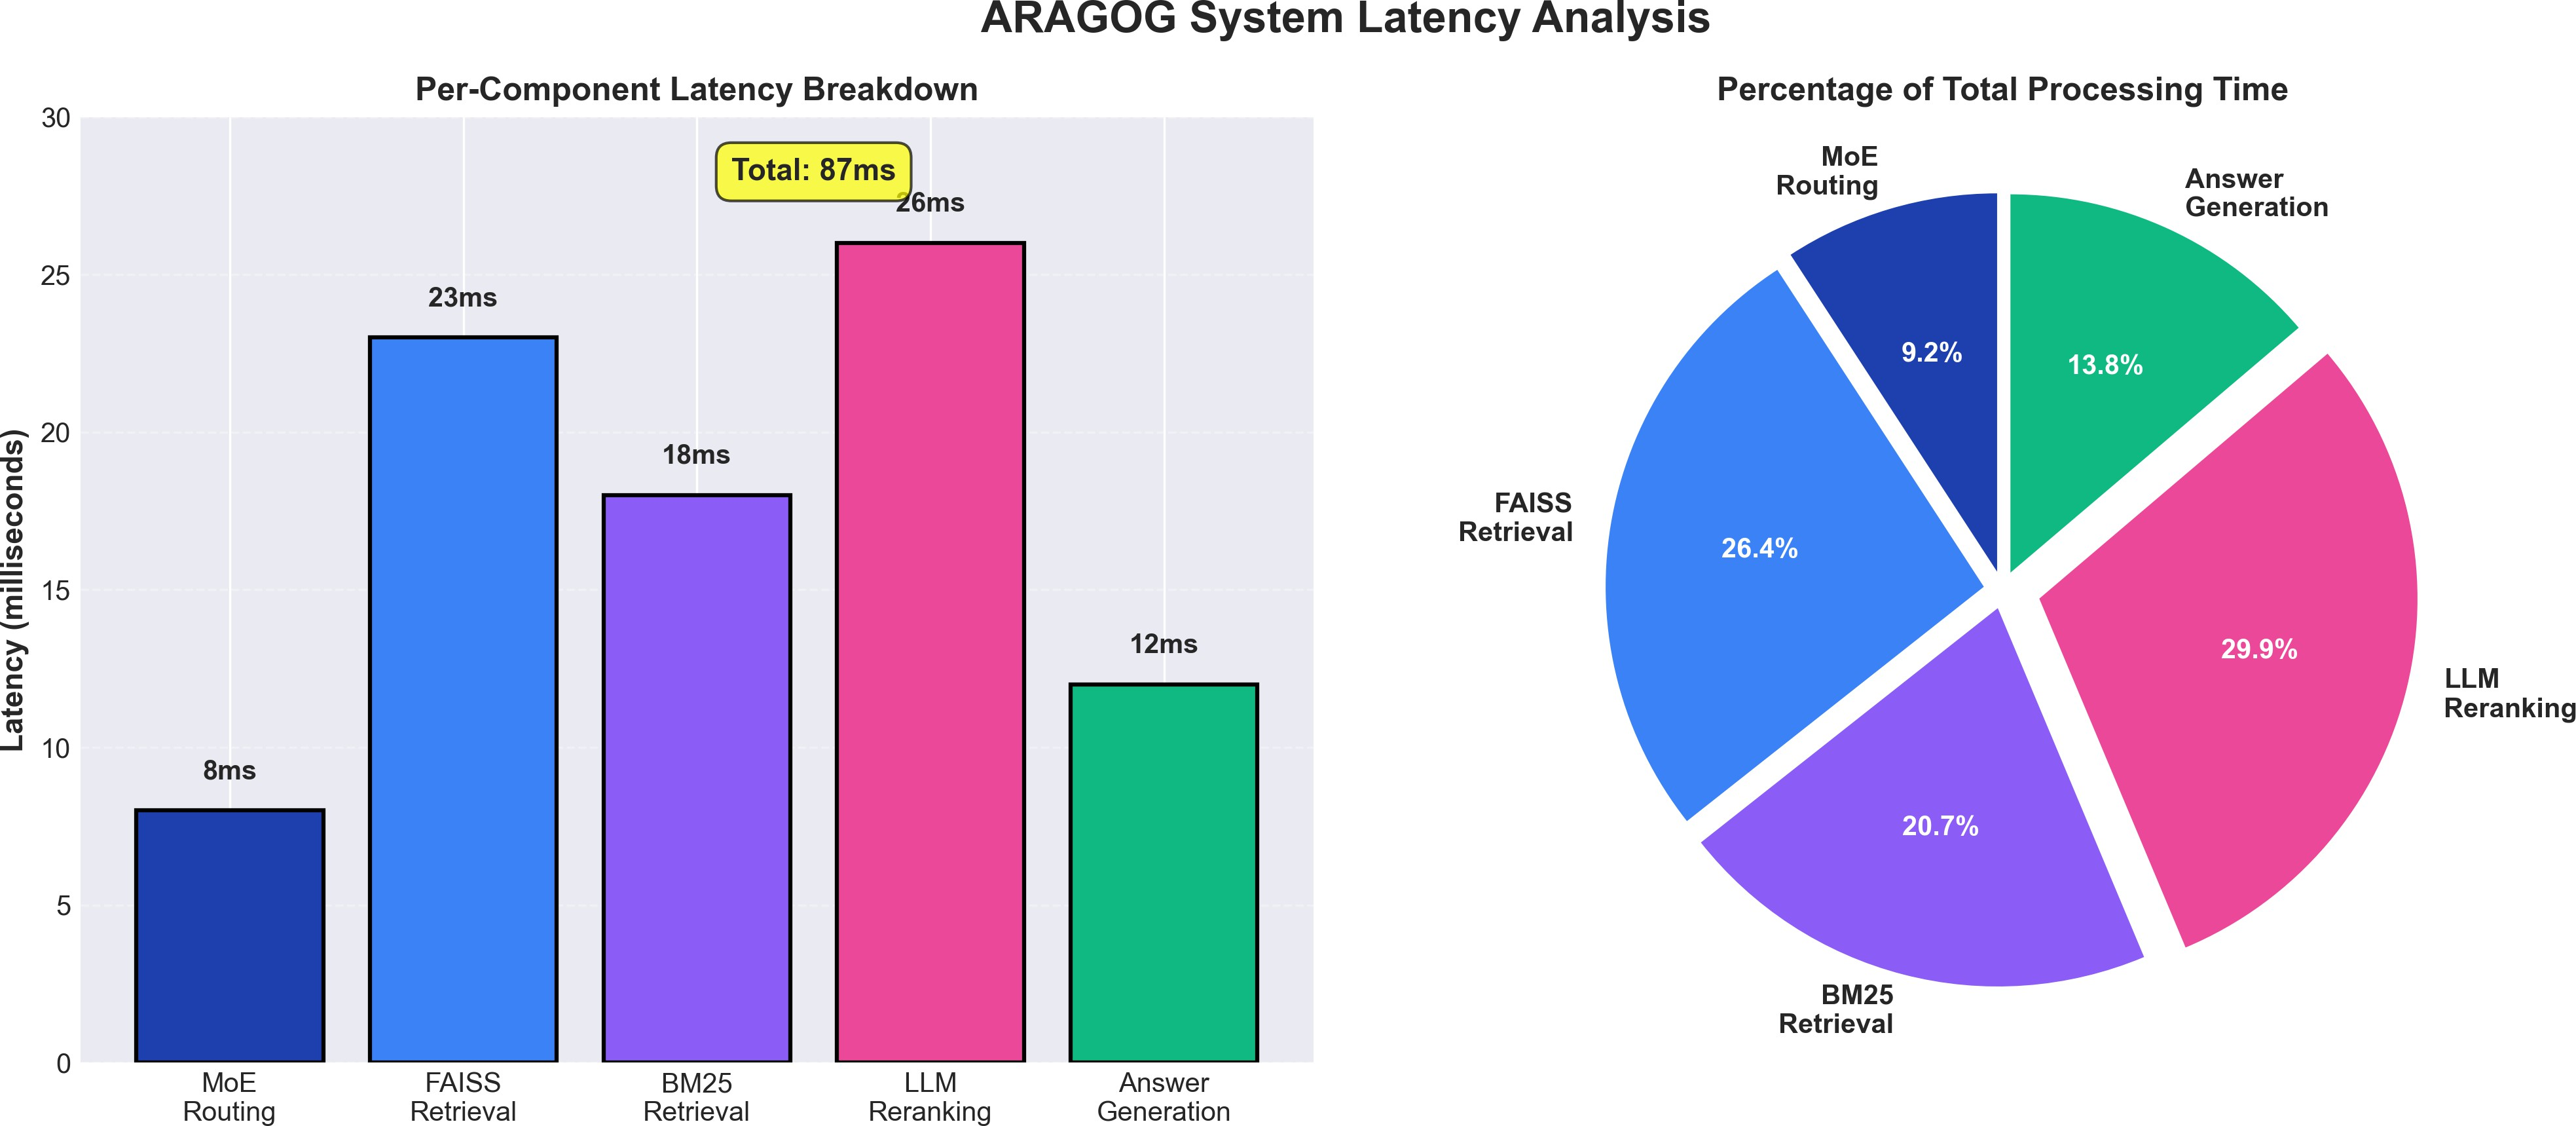 ARAGOG System Latency Analysis
Per-Component Latency Breakdown
Latency (milliseconds)
30
25
20
15
10
5
0
Total: 87ms
8ms
23ms
18ms
26ms
12ms
MoE
Routing
FAISS
Retrieval
BM25
Retrieval
LLM
Reranking
Answer
Generation
Percentage of Total Processing Time
MoE
Routing
9.2%
FAISS
Retrieval
26.4%
BM25
Retrieval
20.7%
LLM
Reranking
29.9%
Answer
Generation
13.8%